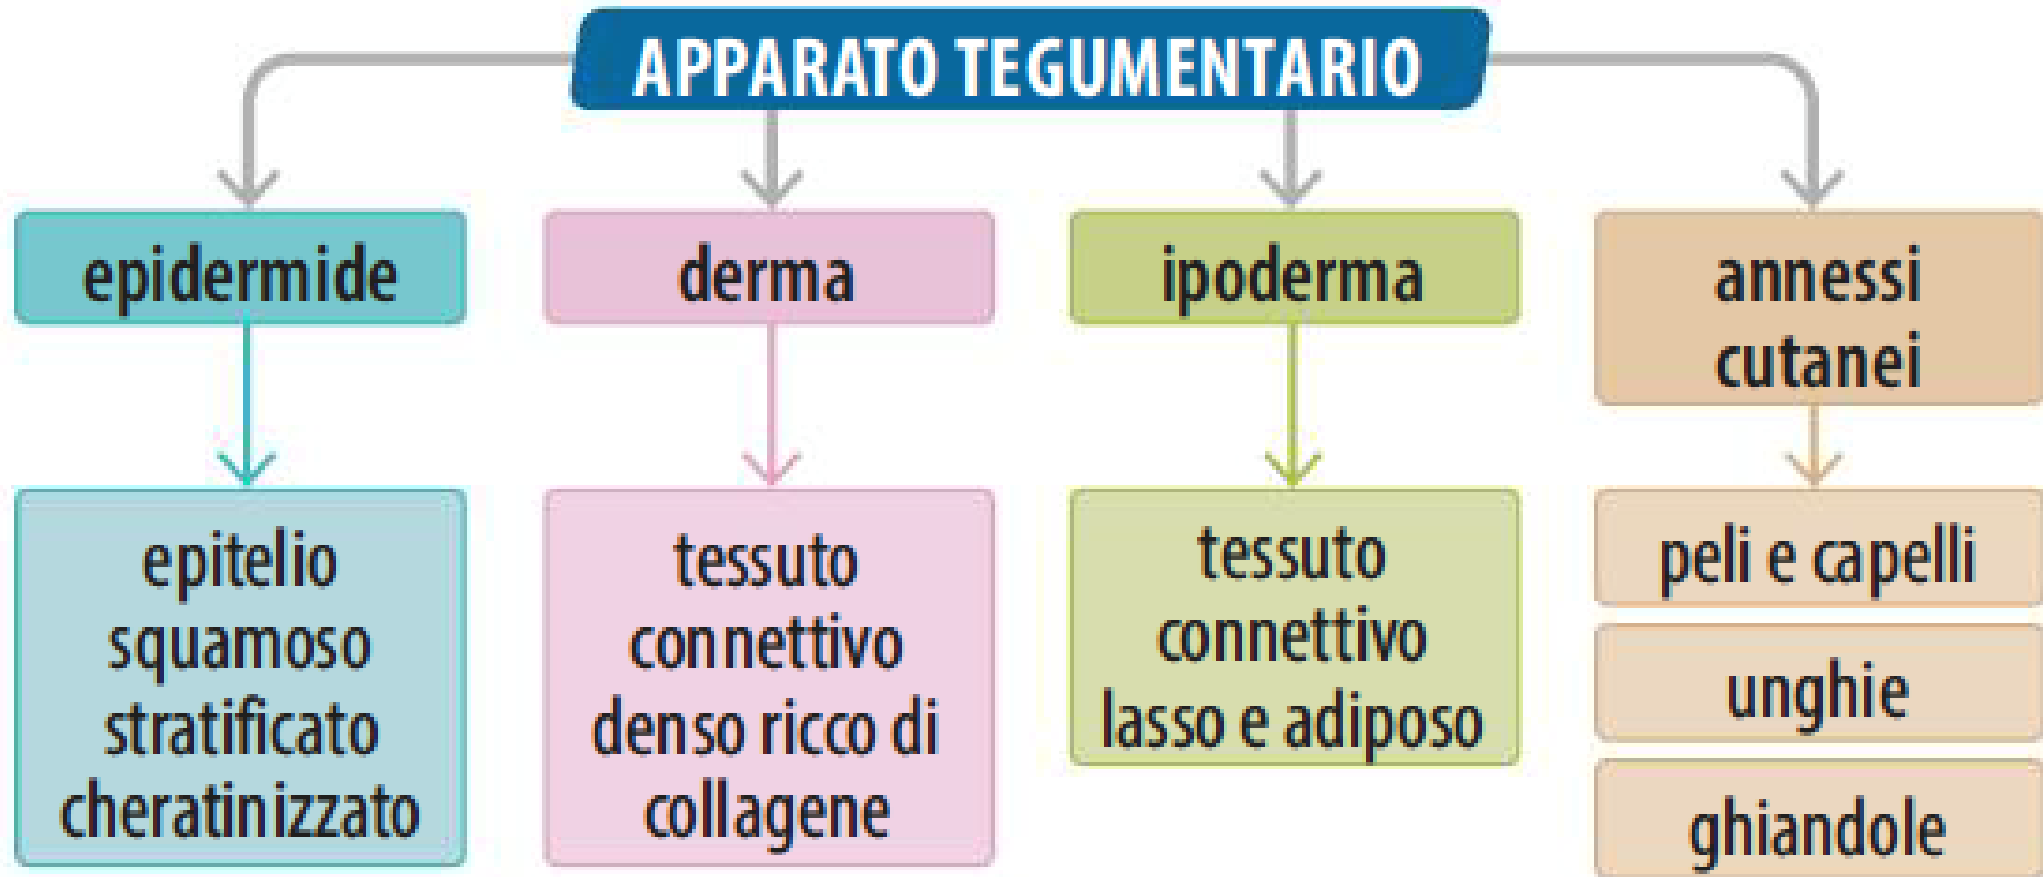 APPARATO TEGUMENTARIO
epidermide
derma
ipoderma
annessi
cutanei
epitelio
squamoso
stratificato
cheratinizzato
tessuto
connettivo
denso ricco di
collagene
tessuto
connettivo
lasso e adiposo
peli e capelli
unghie
ghiandole